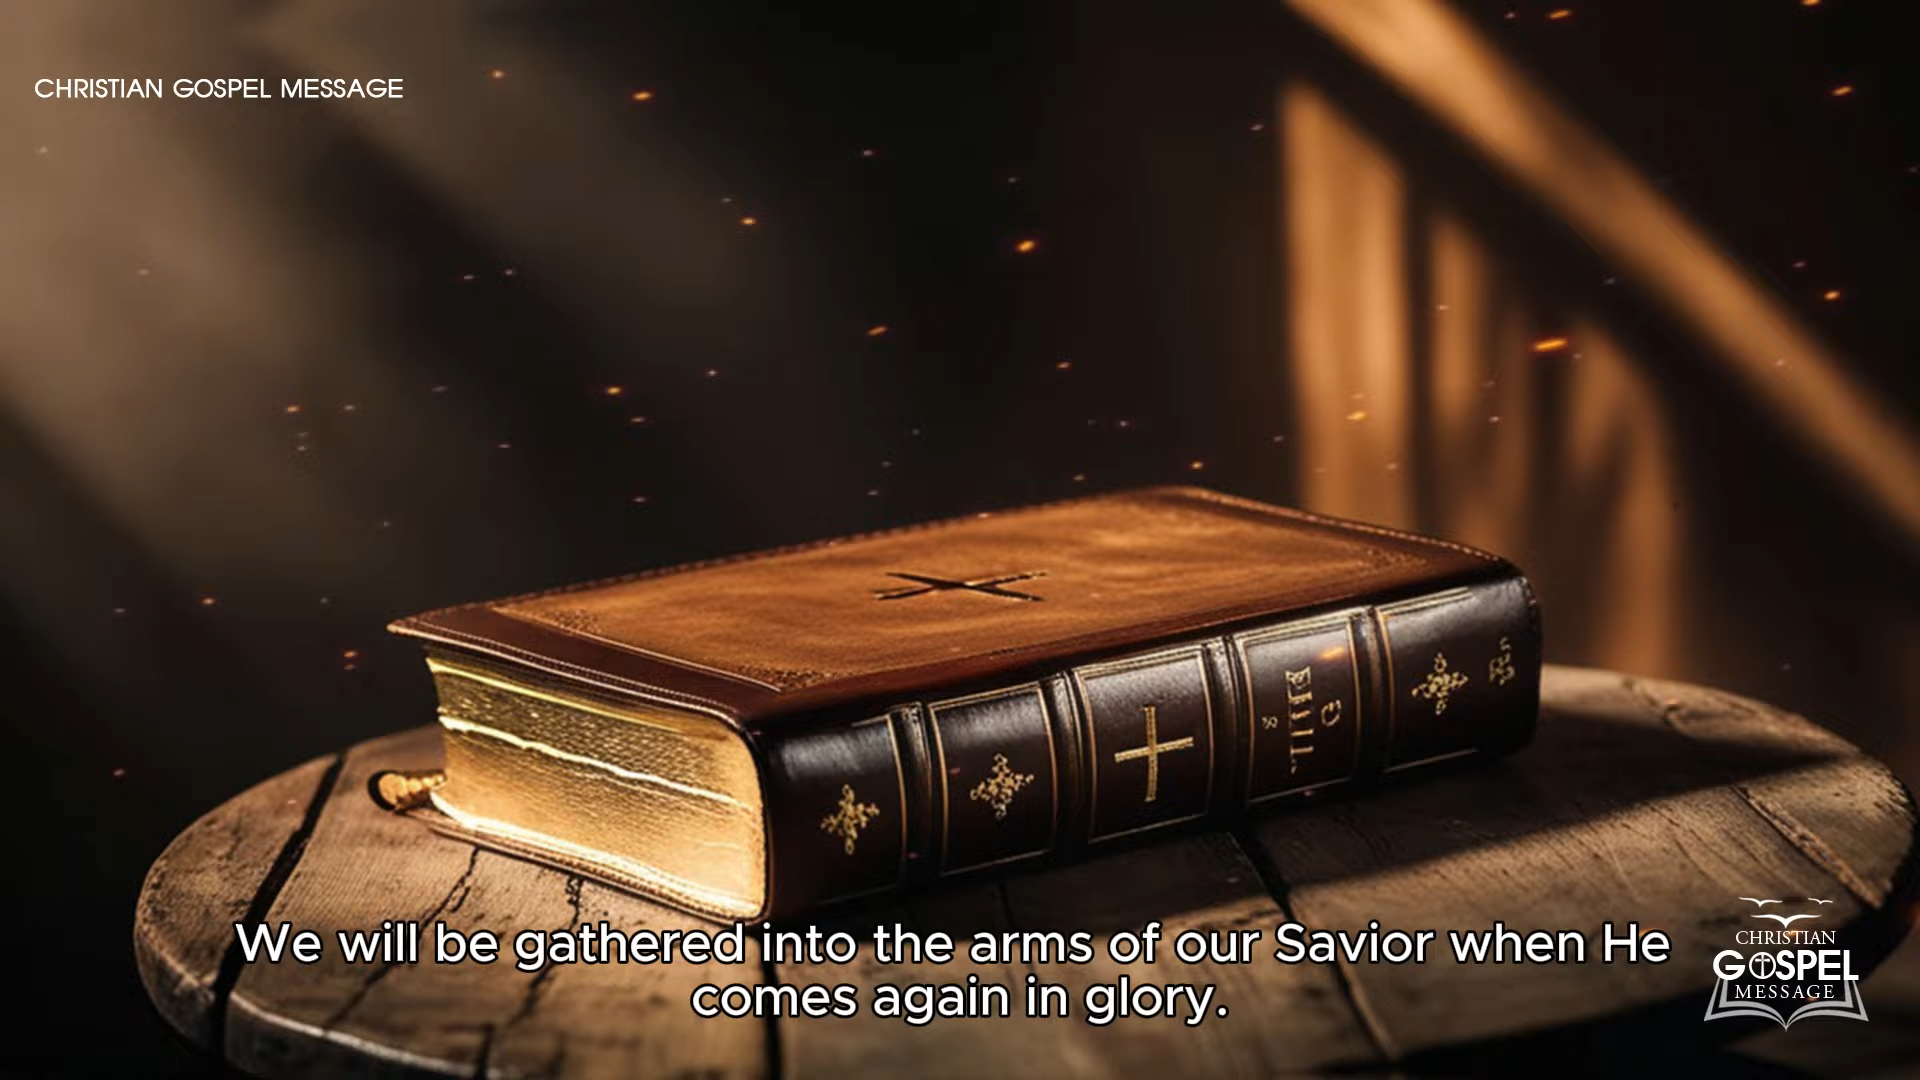 CHRISTIAN GOSPEL MESSAGE
We will be gathered into the arms of our Savior when He
comes again in glory.
CHRISTIAN
GOSPEL
MESSAGE